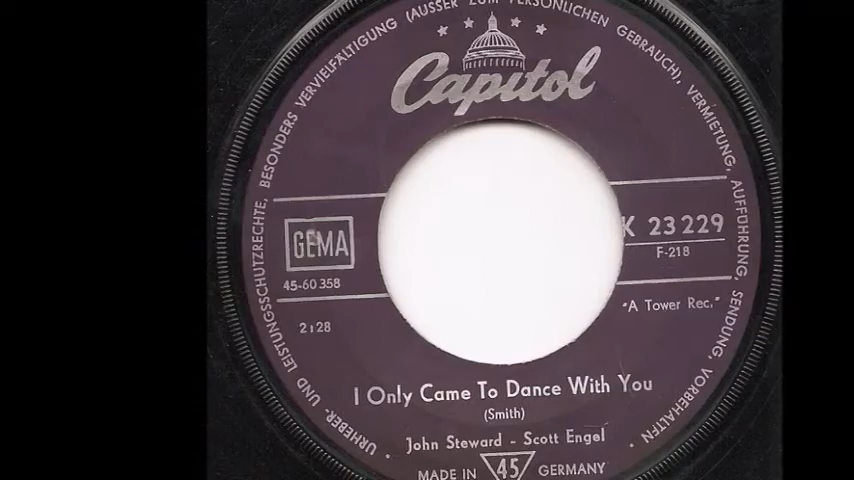 URHEBER- UND LEISTUNGSSCHUTZRECHTE, BESONDERS VERVIELFÄLTIGUNG (AUSSER ZUM PERSÖNLICHEN GEBRAUCH), VERMIETUNG, AUFFÜHRUNG, SENDUNG, VORBEHALTEN
Capitol
GEMA
K 23 229
F-218
45-60 358
"A Tower Rec."
2:28
I Only Came To Dance With You
(Smith)
John Steward - Scott Engel
MADE IN 45 GERMANY